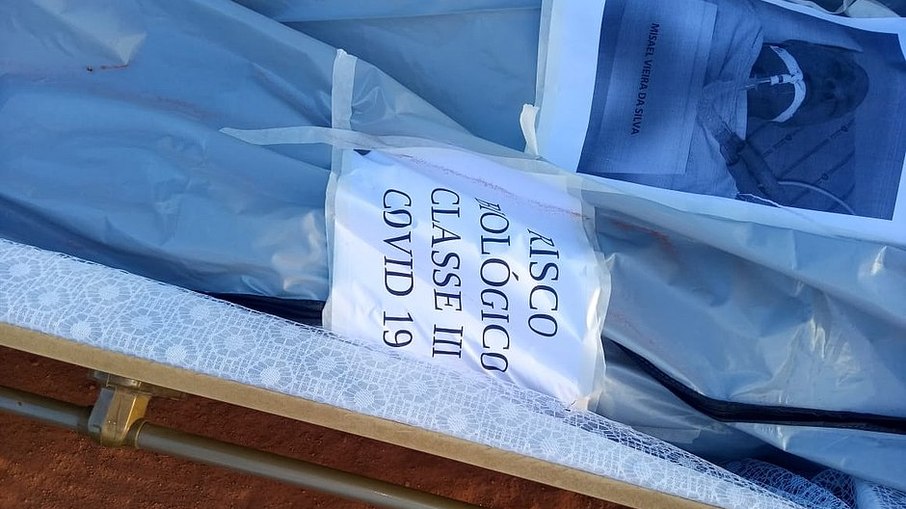 RISCO
BIOLÓGICO
CLASSE III
COVID 19
MISAEL VIEIRA DA SILVA